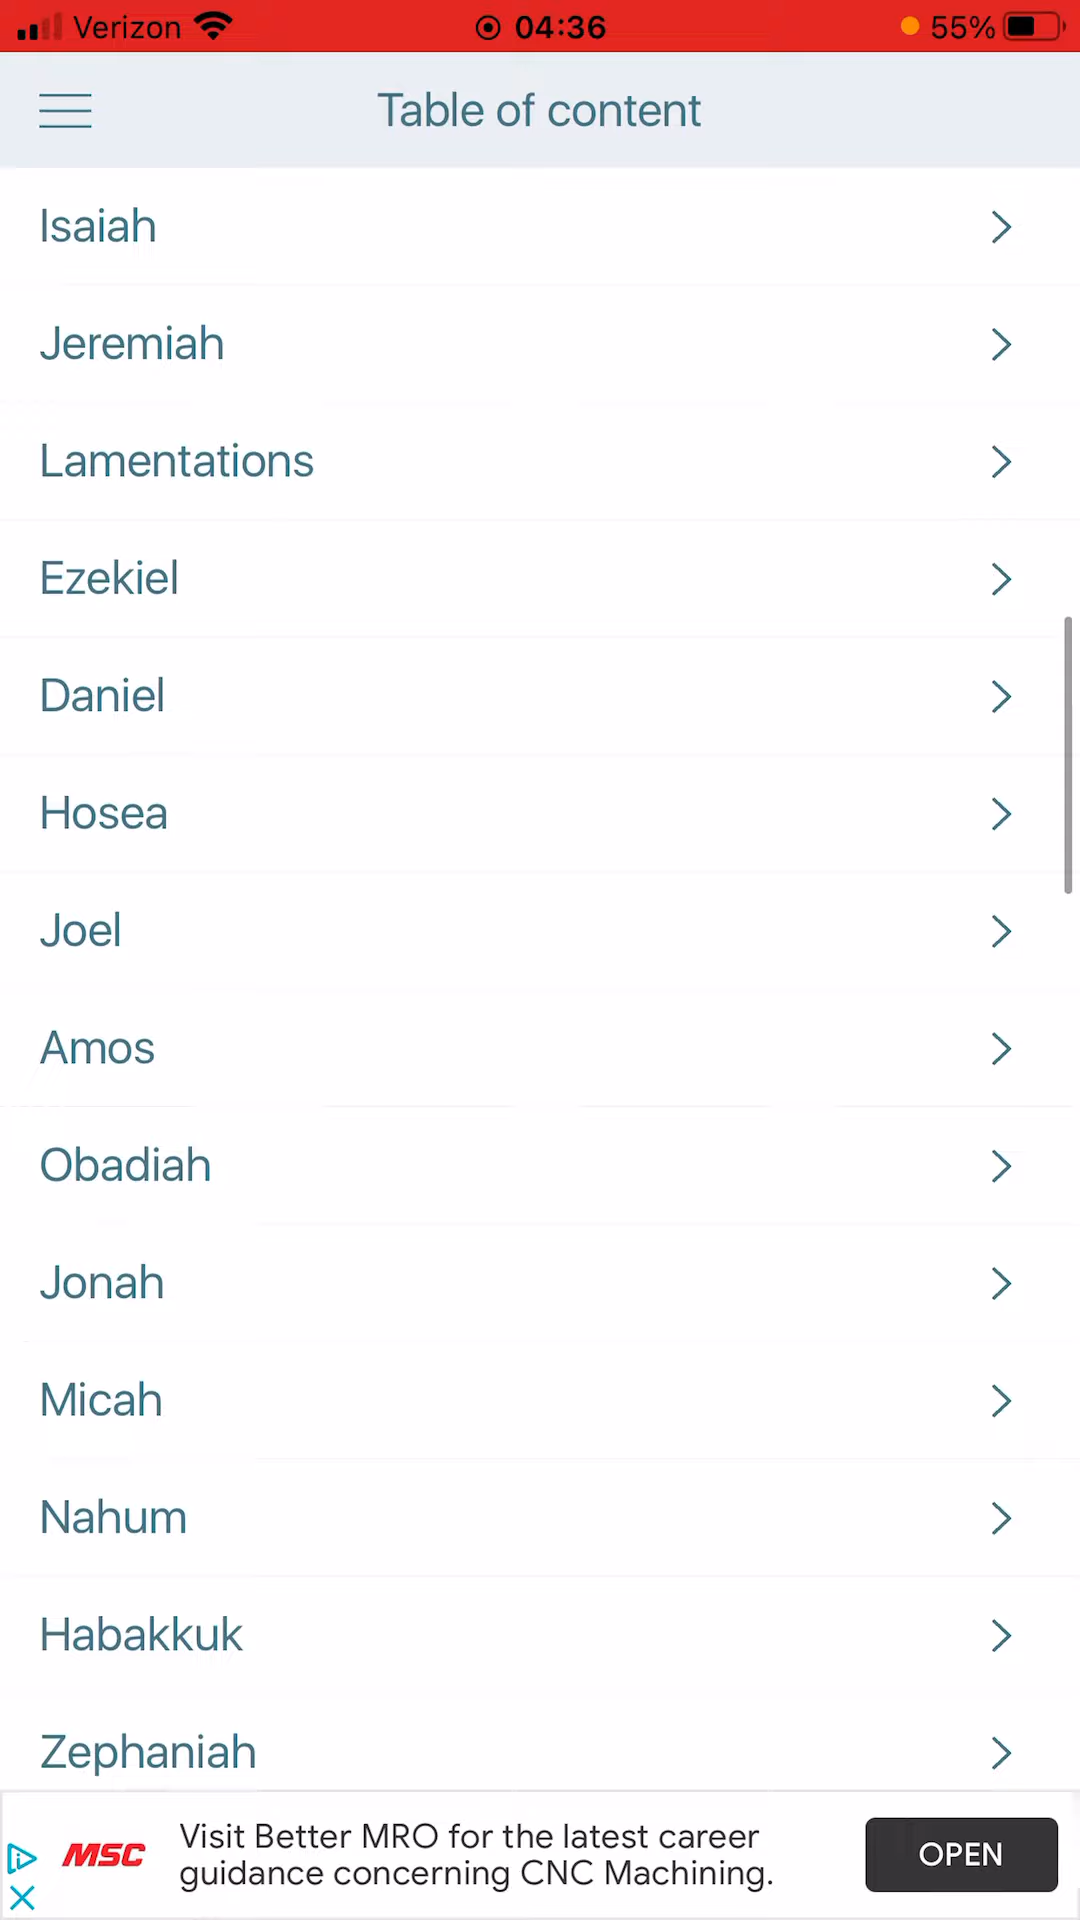 Verizon 04:36 55%
Table of content
Isaiah
Jeremiah
Lamentations
Ezekiel
Daniel
Hosea
Joel
Amos
Obadiah
Jonah
Micah
Nahum
Habakkuk
Zephaniah
MSC
Visit Better MRO for the latest career
guidance concerning CNC Machining.
OPEN